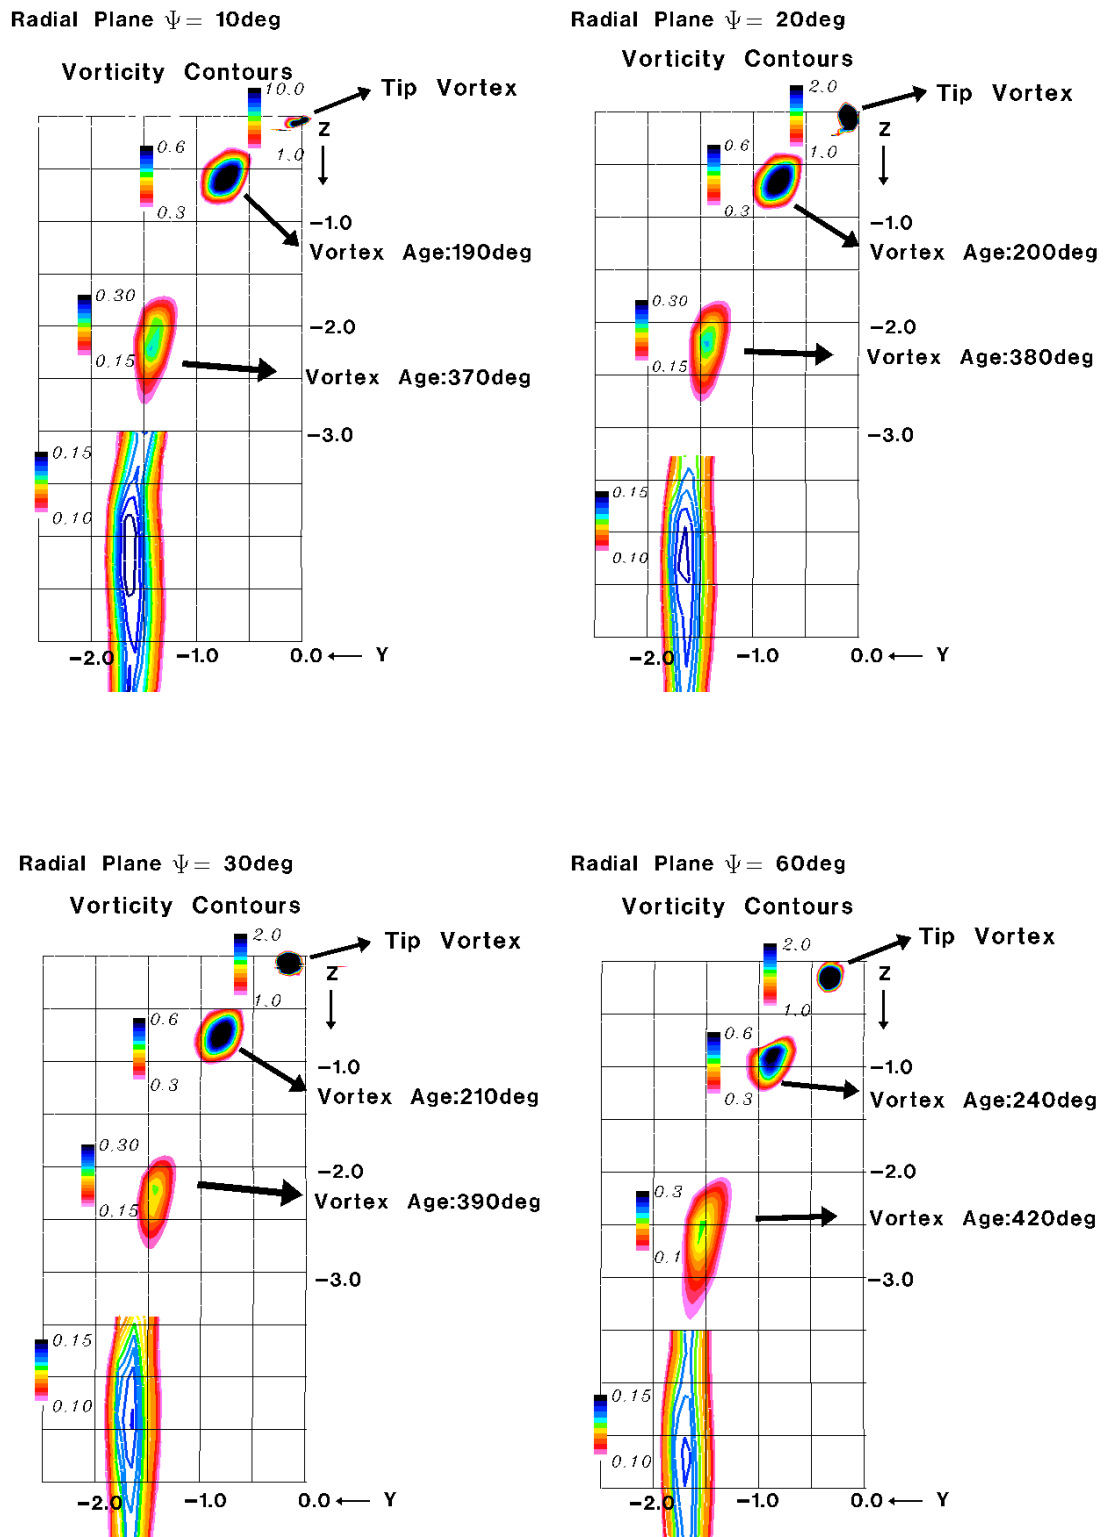 Radial Plane Ψ= 10deg
Vorticity Contours
10.0
Tip Vortex
Z
1.0
0.6
0.3
-1.0
Vortex Age:190deg
0.30
0.15
-2.0
Vortex Age:370deg
-3.0
0.15
0.10
-2.0 -1.0 0.0 Y
Radial Plane Ψ= 20deg
Vorticity Contours
2.0
Tip Vortex
Z
1.0
0.6
0.3
-1.0
Vortex Age:200deg
0.30
0.15
-2.0
Vortex Age:380deg
-3.0
0.15
0.10
-2.0 -1.0 0.0 Y
Radial Plane Ψ= 30deg
Vorticity Contours
2.0
Tip Vortex
Z
1.0
0.6
0.3
-1.0
Vortex Age:210deg
0.30
0.15
-2.0
Vortex Age:390deg
-3.0
0.15
0.10
-2.0 -1.0 0.0 Y
Radial Plane Ψ= 60deg
Vorticity Contours
2.0
Tip Vortex
Z
1.0
0.6
0.3
-1.0
Vortex Age:240deg
0.3
0.1
-2.0
Vortex Age:420deg
-3.0
0.15
0.10
-2.0 -1.0 0.0 Y